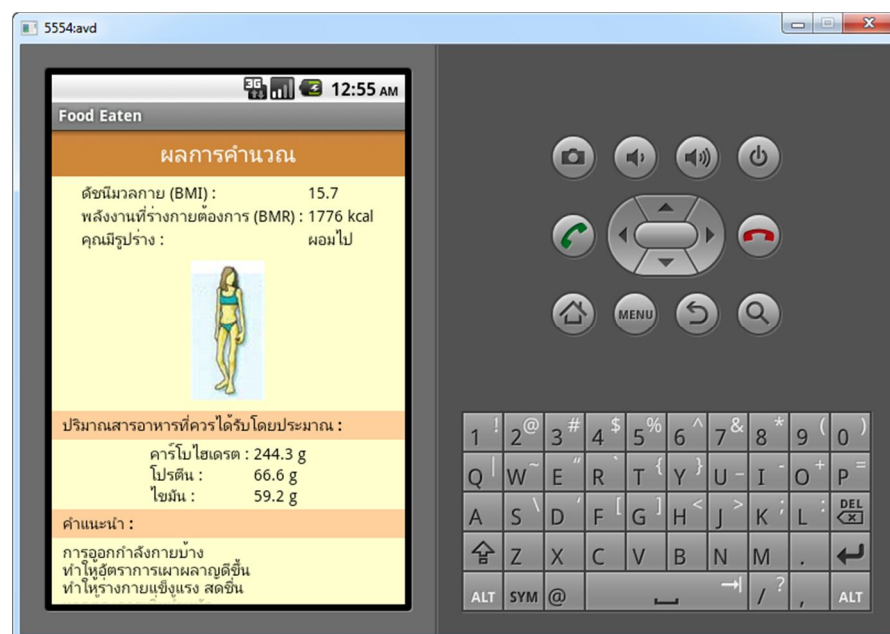 5554:avd
3G 12:55 AM
Food Eaten
ผลการคำนวณ
ดัชนีมวลกาย (BMI) : 15.7
พลังงานที่ร่างกายต้องการ (BMR) : 1776 kcal
คุณมีรูปร่าง : ผอมไป
ปริมาณสารอาหารที่ควรได้รับโดยประมาณ :
คาร์โบไฮเดรต : 244.3 g
โปรตีน : 66.6 g
ไขมัน : 59.2 g
คำแนะนำ :
การออกกำลังกายบ้าง
ทำให้อัตราการเผาผลาญดีขึ้น
ทำให้ร่างกายแข็งแรง สดชื่น
MENU
1 ! 2 @ 3 # 4 $ 5 % 6 ^ 7 & 8 * 9 ( 0 )
Q | W ~ E " R ` T { Y } U - I - O + P =
A S \ D ' F [ G ] H < J > K ; L : DEL
Z X C V B N M .
ALT SYM @ / ? , ALT